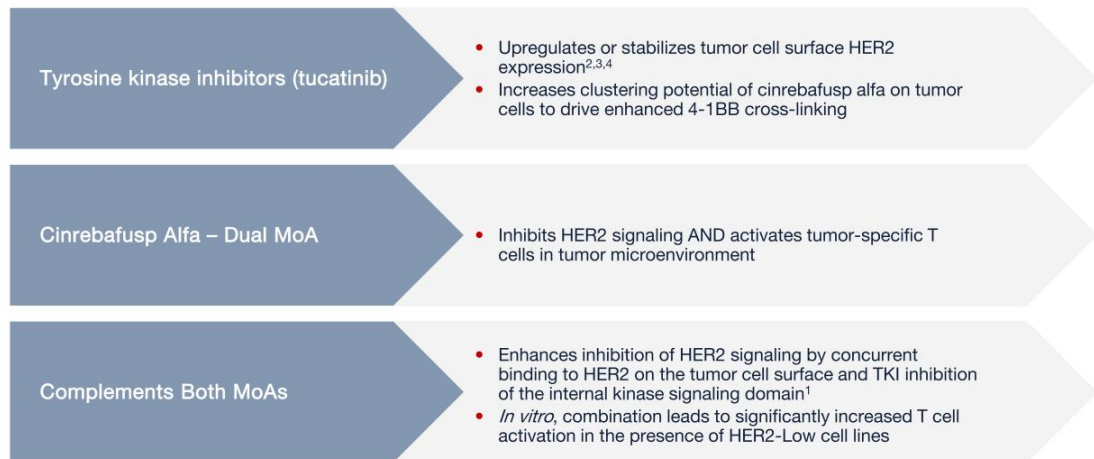 Tyrosine kinase inhibitors (tucatinib)
• Upregulates or stabilizes tumor cell surface HER2
expression2,3,4
• Increases clustering potential of cinrebafusp alfa on tumor
cells to drive enhanced 4-1BB cross-linking
Cinrebafusp Alfa – Dual MoA
• Inhibits HER2 signaling AND activates tumor-specific T
cells in tumor microenvironment
Complements Both MoAs
• Enhances inhibition of HER2 signaling by concurrent
binding to HER2 on the tumor cell surface and TKI inhibition
of the internal kinase signaling domain1
• In vitro, combination leads to significantly increased T cell
activation in the presence of HER2-Low cell lines